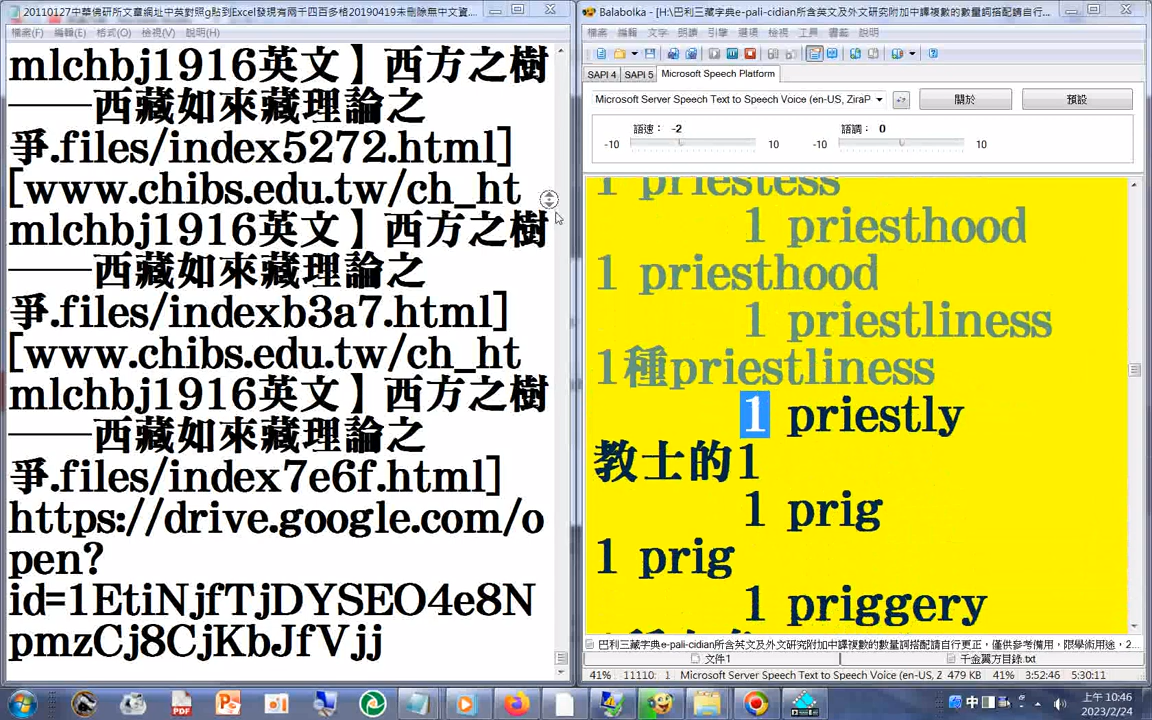 20110127中華佛研所文章網址中英對照g點到Excel發現有兩千四百多格20190419未刪除無中文資...
檔案(F) 編輯(E) 格式(O) 檢視(V) 說明(H)
mlchbj1916英文】西方之樹
——西藏如來藏理論之
爭.files/index5272.html]
[www.chibs.edu.tw/ch_ht
mlchbj1916英文】西方之樹
——西藏如來藏理論之
爭.files/indexb3a7.html]
[www.chibs.edu.tw/ch_ht
mlchbj1916英文】西方之樹
——西藏如來藏理論之
爭.files/index7e6f.html]
https://drive.google.com/o
pen?
id=1EtiNjfTjDYSEO4e8N
pmzCj8CjKbJfVjj
Balabolka - [H:\巴利三藏字典e-pali-cidian所含英文及外文研究附加中譯複數的數量詞搭配請自行...
檔案 編輯 文字 朗讀 引擎 選項 檢視 工具 書籤 說明
SAPI 4 SAPI 5 Microsoft Speech Platform
Microsoft Server Speech Text to Speech Voice (en-US, ZiraP 關於 預設
語速： -2 語調： 0
-10 10 -10 10
1 priestess
1 priesthood
1 priesthood
1 priestliness
1種priestliness
1 priestly
教士的1
1 prig
1 prig
1 priggery
巴利三藏字典e-pali-cidian所含英文及外文研究附加中譯複數的數量詞搭配請自行更正，僅供參考備用，限學術用途，2...
文件1 千金翼方目錄.txt
41% 11110: 1 Microsoft Server Speech Text to Speech Voice (en-US, Z... 479 KB 41% 3:52:46 5:30:11
上午 10:46
2023/2/24